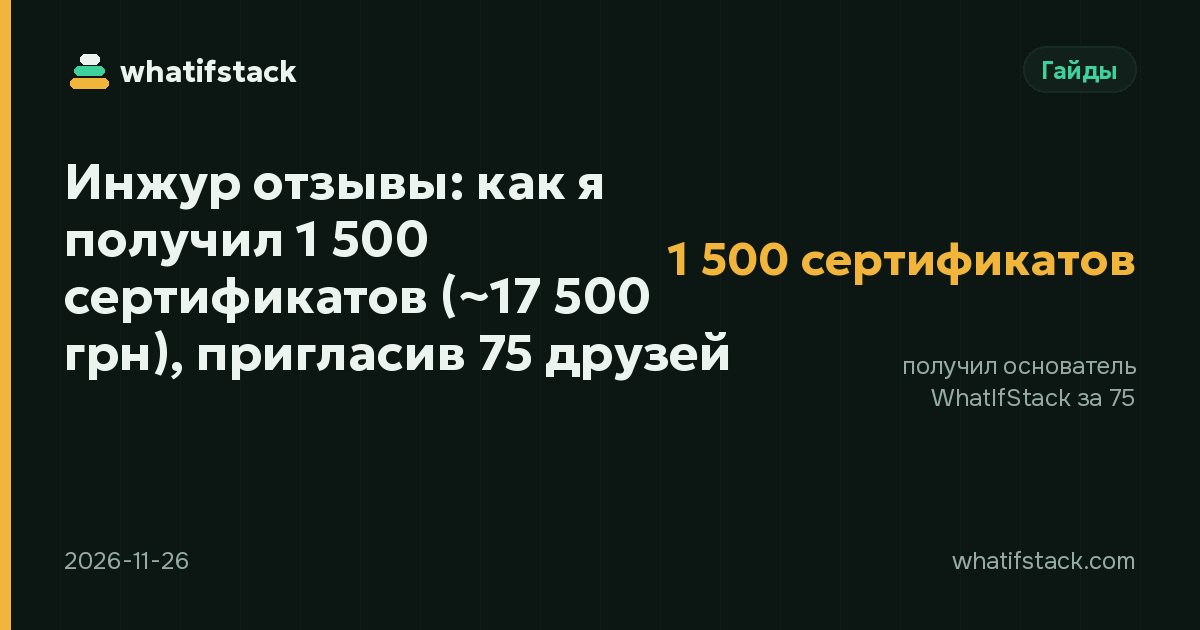 whatifstack
Гайды
Инжур отзывы: как я
получил 1 500
сертификатов (~17 500
грн), пригласив 75 друзей
1 500 сертификатов
получил основатель
WhatIfStack за 75
2026-11-26
whatifstack.com